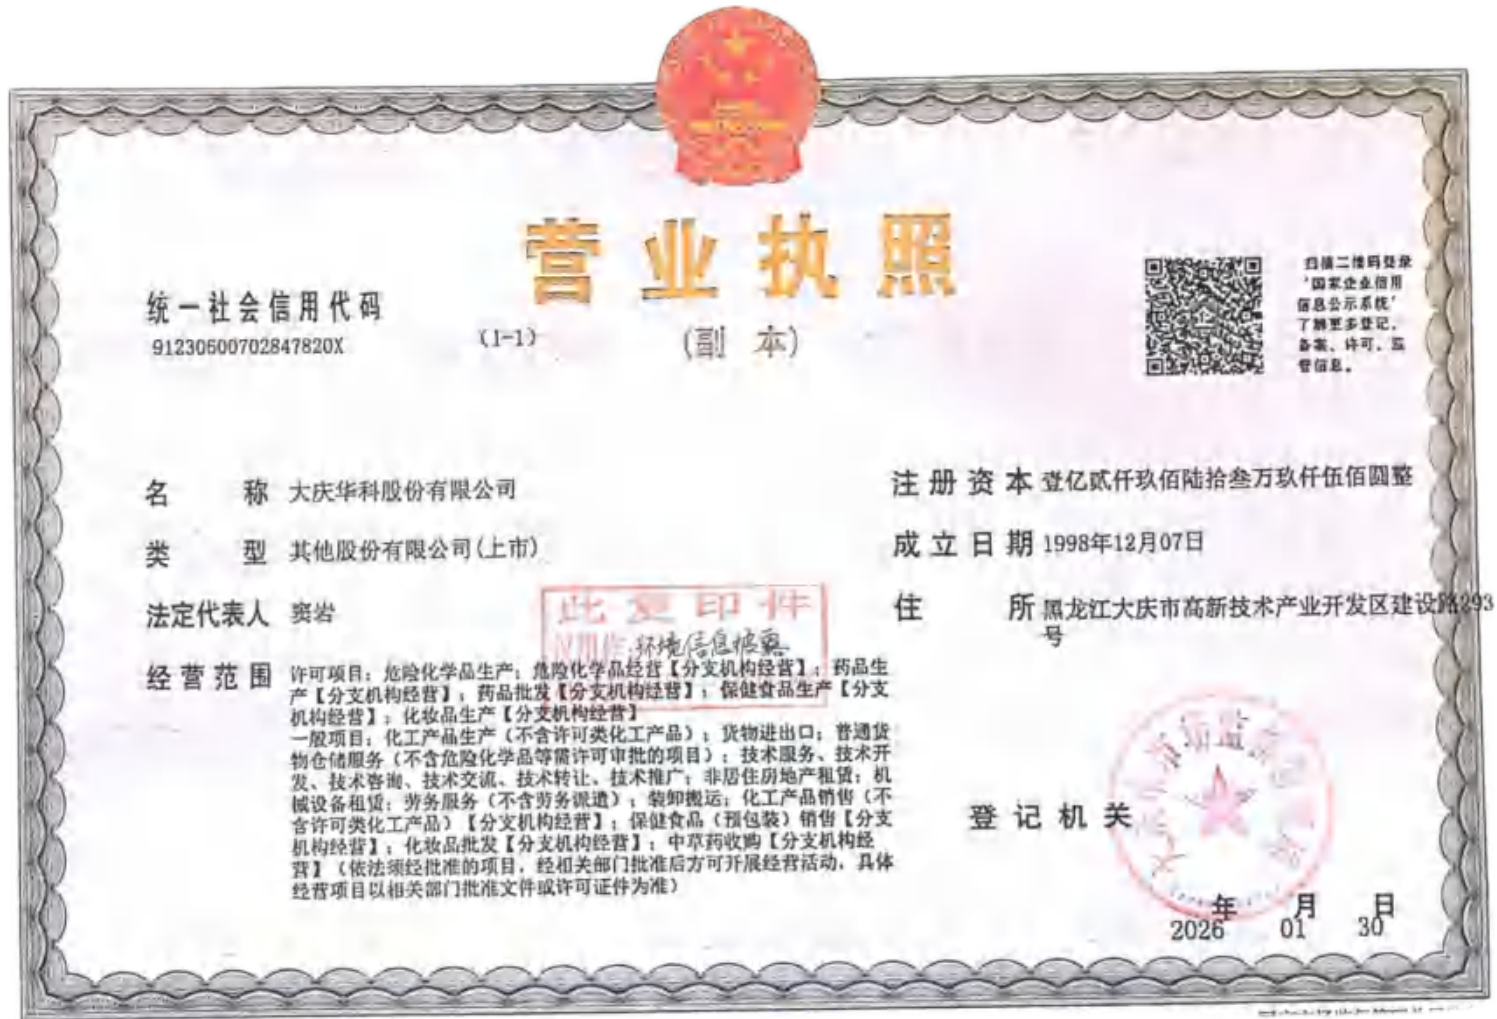 营业执照
(副 本)
(1-1)
统一社会信用代码
91230600702847820X
扫描二维码登录
‘国家企业信用
信息公示系统’
了解更多登记、
备案、许可、监
管信息。
名 称 大庆华科股份有限公司
类 型 其他股份有限公司(上市)
法定代表人 窦岩
经营范围 许可项目：危险化学品生产；危险化学品经营【分支机构经营】；药品生
产【分支机构经营】；药品批发【分支机构经营】；保健食品生产【分支
机构经营】；化妆品生产【分支机构经营】
一般项目：化工产品生产（不含许可类化工产品）；货物进出口；普通货
物仓储服务（不含危险化学品等需许可审批的项目）；技术服务、技术开
发、技术咨询、技术交流、技术转让、技术推广；非居住房地产租赁；机
械设备租赁；劳务服务（不含劳务派遣）；装卸搬运；化工产品销售（不
含许可类化工产品）【分支机构经营】；保健食品（预包装）销售【分支
机构经营】；化妆品批发【分支机构经营】；中草药收购【分支机构经
营】（依法须经批准的项目，经相关部门批准后方可开展经营活动，具体
经营项目以相关部门批准文件或许可证件为准）
注册资本 壹亿贰仟玖佰陆拾叁万玖仟伍佰圆整
成立日期 1998年12月07日
住 所 黑龙江大庆市高新技术产业开发区建设路293
号
此复印件
仅用作:环境信息披露
登记机关
年 月 日
2026 01 30